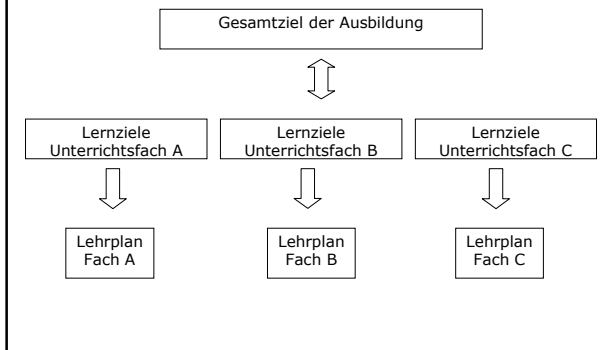 Gesamtziel der Ausbildung
Lernziele
Unterrichtsfach A
Lernziele
Unterrichtsfach B
Lernziele
Unterrichtsfach C
Lehrplan
Fach A
Lehrplan
Fach B
Lehrplan
Fach C